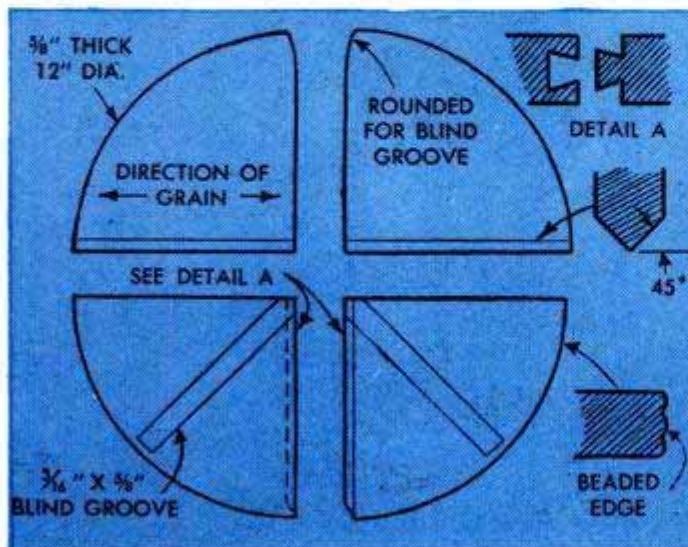 ⅝" THICK
12" DIA.
ROUNDED
FOR BLIND
GROOVE
DETAIL A
DIRECTION OF
GRAIN
SEE DETAIL A
45°
3/16" X ⅝"
BLIND GROOVE
BEADED
EDGE